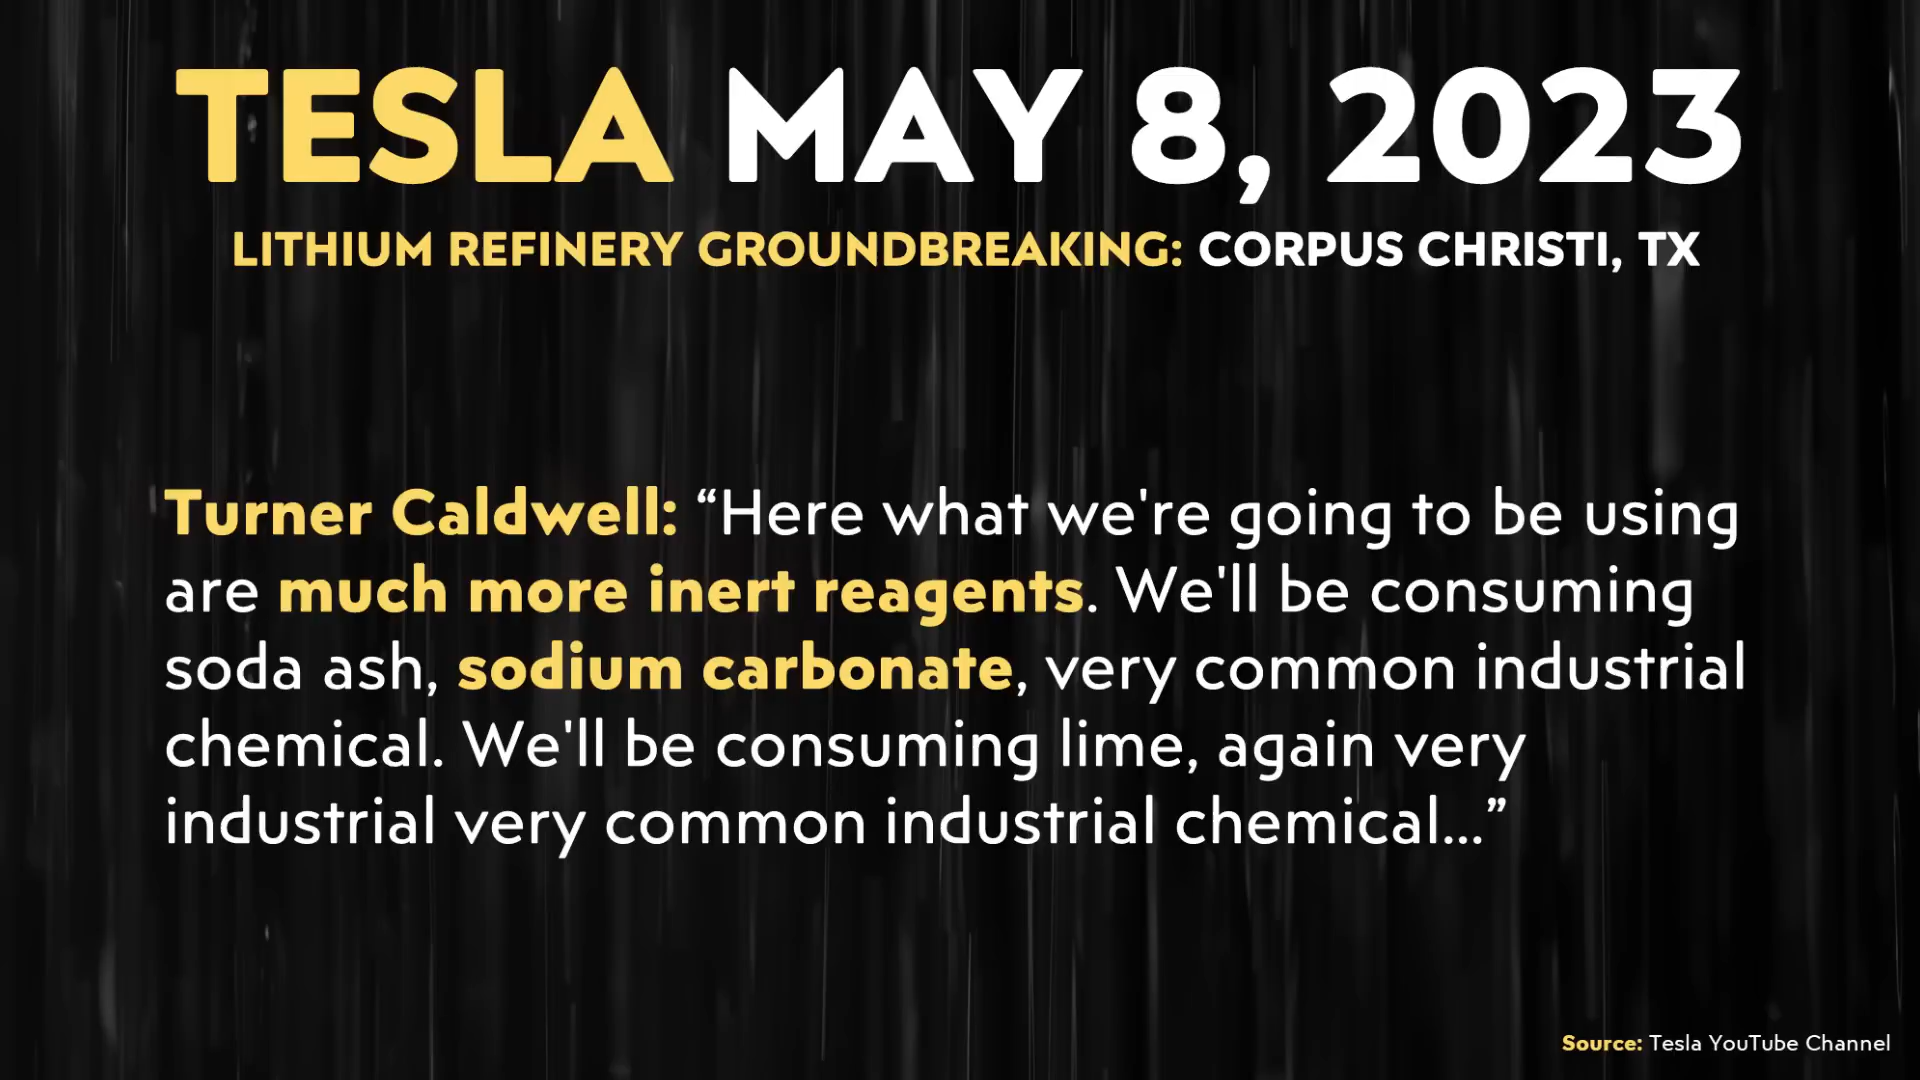 TESLA MAY 8, 2023
LITHIUM REFINERY GROUNDBREAKING: CORPUS CHRISTI, TX
Turner Caldwell: “Here what we're going to be using
are much more inert reagents. We'll be consuming
soda ash, sodium carbonate, very common industrial
chemical. We'll be consuming lime, again very
industrial very common industrial chemical...”
Source: Tesla YouTube Channel